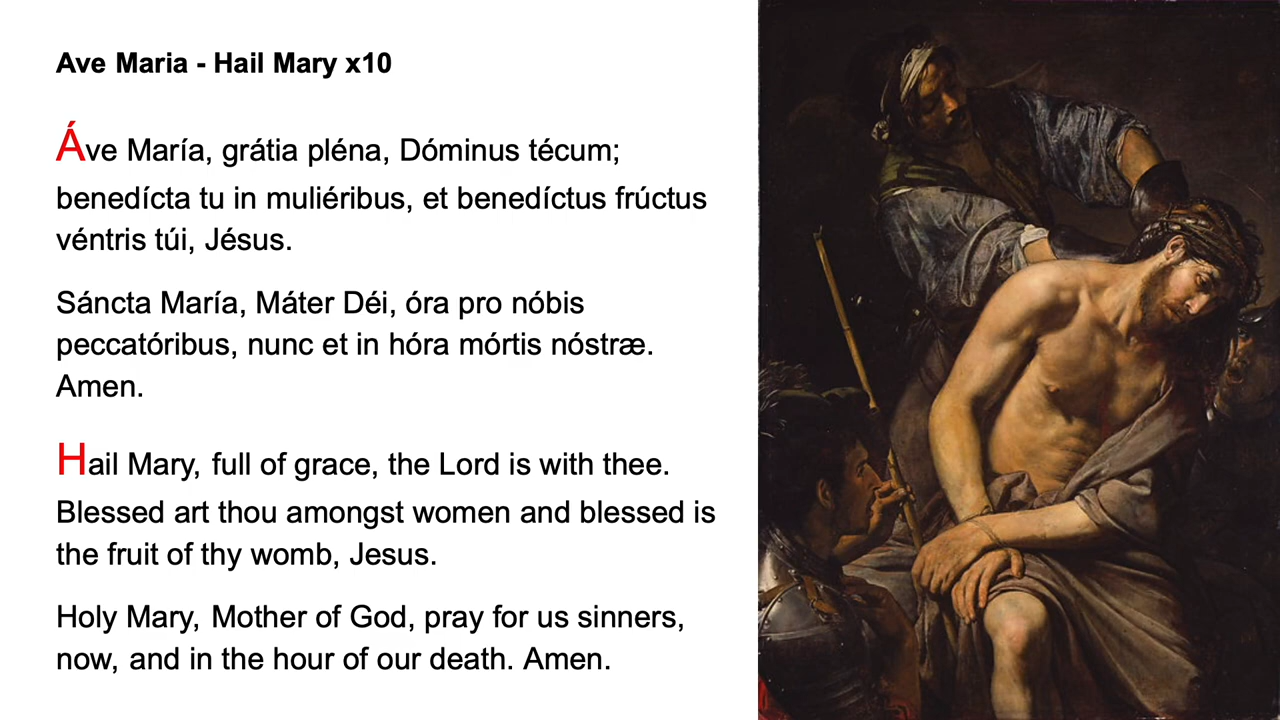 Ave Maria - Hail Mary x10
Áve María, grátia pléna, Dóminus técum;
benedícta tu in muliéribus, et benedíctus frúctus
véntris túi, Jésus.
Sáncta María, Máter Déi, óra pro nóbis
peccatóribus, nunc et in hóra mórtis nóstræ.
Amen.
Hail Mary, full of grace, the Lord is with thee.
Blessed art thou amongst women and blessed is
the fruit of thy womb, Jesus.
Holy Mary, Mother of God, pray for us sinners,
now, and in the hour of our death. Amen.